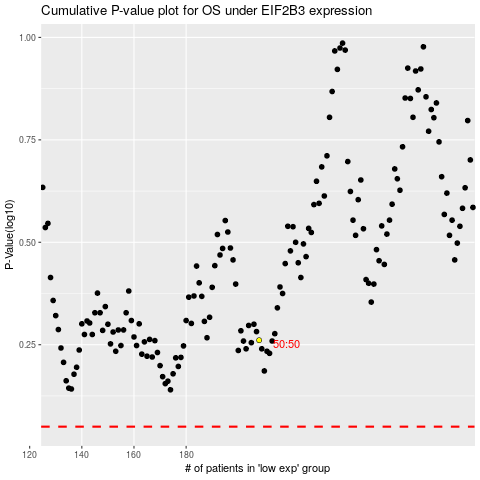 Cumulative P-value plot for OS under EIF2B3 expression
1.00
0.75
0.50
0.25
P-Value(log10)
50:50
120 140 160 180
# of patients in 'low exp' group